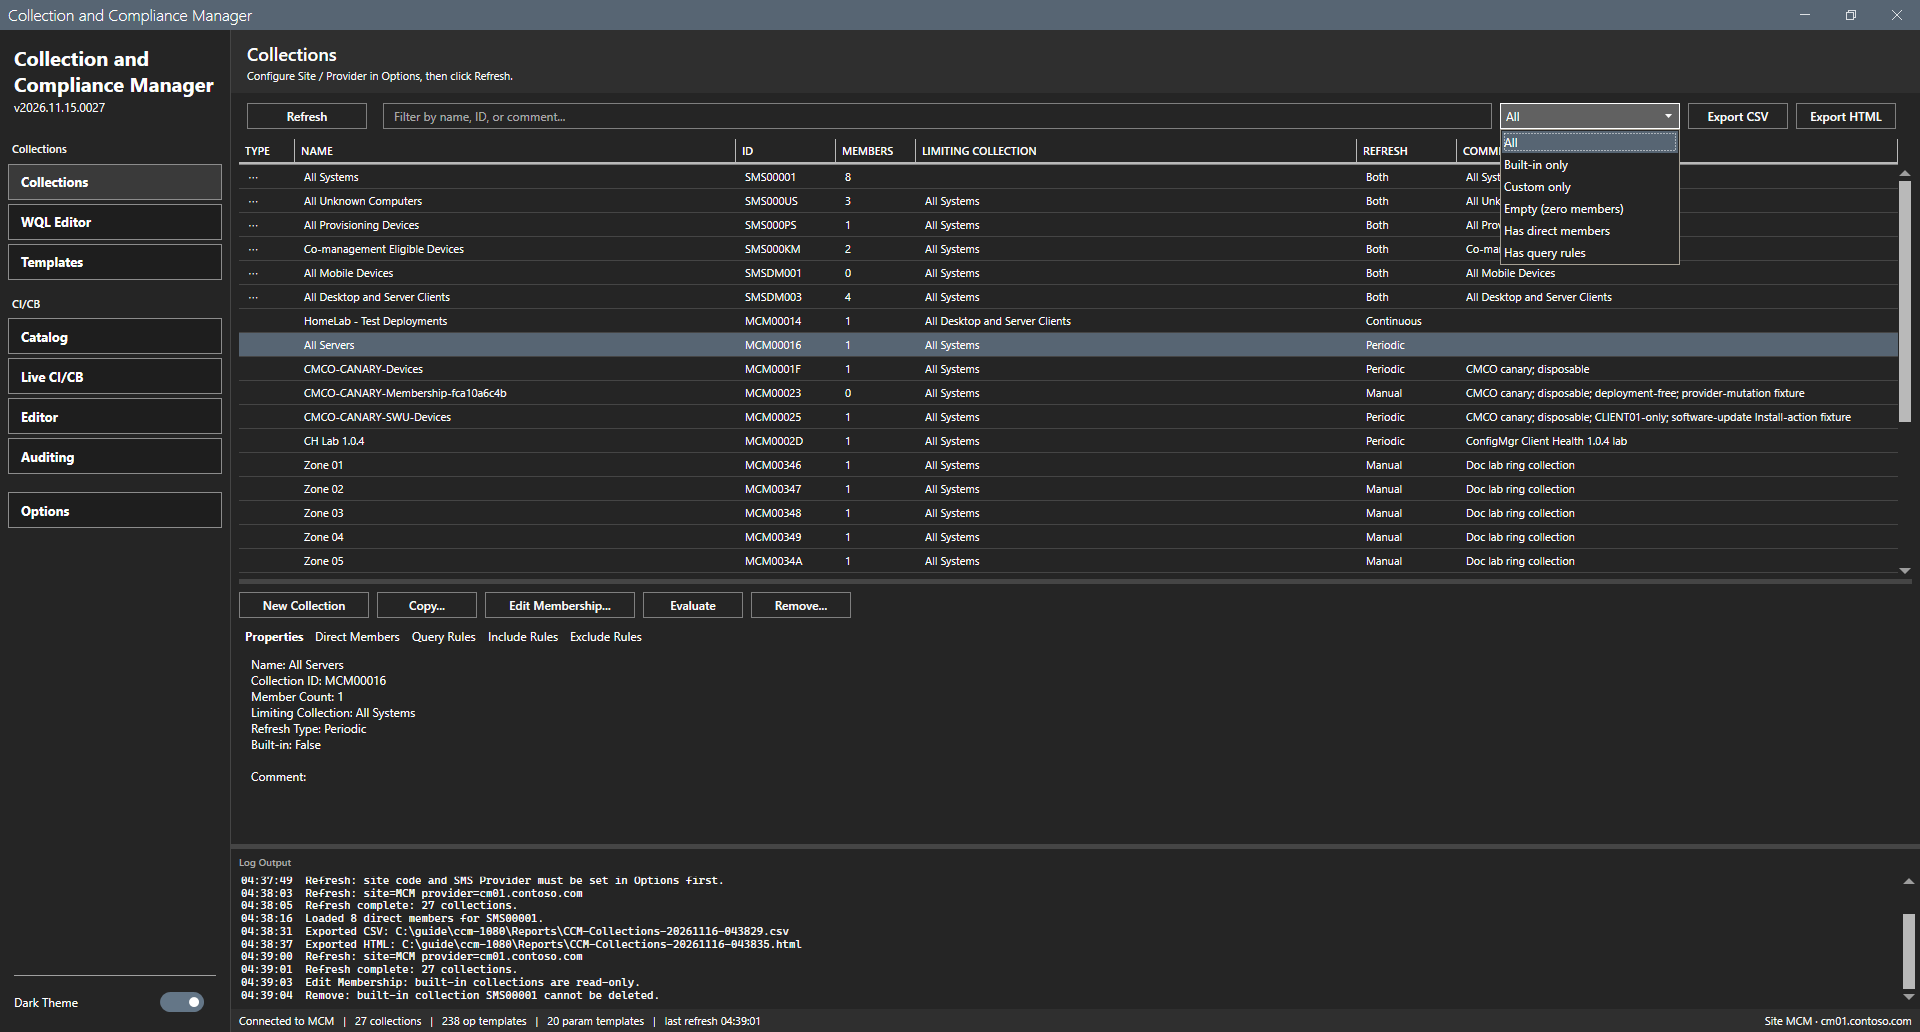 Collection and Compliance Manager
Collection and
Compliance Manager
v2026.11.15.0027
Collections
Collections
WQL Editor
Templates
CI/CB
Catalog
Live CI/CB
Editor
Auditing
Options
Dark Theme
Collections
Configure Site / Provider in Options, then click Refresh.
Refresh
Filter by name, ID, or comment...
All
Export CSV
Export HTML
All
Built-in only
Custom only
Empty (zero members)
Has direct members
Has query rules
TYPE NAME ID MEMBERS LIMITING COLLECTION REFRESH COMM
... All Systems SMS00001 8 Both All Syst
... All Unknown Computers SMS000US 3 All Systems Both All Unk
... All Provisioning Devices SMS000PS 1 All Systems Both All Prov
... Co-management Eligible Devices SMS000KM 2 All Systems Both Co-ma
... All Mobile Devices SMSDM001 0 All Systems Both All Mobile Devices
... All Desktop and Server Clients SMSDM003 4 All Systems Both All Desktop and Server Clients
HomeLab - Test Deployments MCM00014 1 All Desktop and Server Clients Continuous
All Servers MCM00016 1 All Systems Periodic
CMCO-CANARY-Devices MCM0001F 1 All Systems Periodic CMCO canary; disposable
CMCO-CANARY-Membership-fca10a6c4b MCM00023 0 All Systems Manual CMCO canary; disposable; deployment-free; provider-mutation fixture
CMCO-CANARY-SWU-Devices MCM00025 1 All Systems Periodic CMCO canary; disposable; CLIENT01-only; software-update Install-action fixture
CH Lab 1.0.4 MCM0002D 1 All Systems Periodic ConfigMgr Client Health 1.0.4 lab
Zone 01 MCM00346 1 All Systems Manual Doc lab ring collection
Zone 02 MCM00347 1 All Systems Manual Doc lab ring collection
Zone 03 MCM00348 1 All Systems Manual Doc lab ring collection
Zone 04 MCM00349 1 All Systems Manual Doc lab ring collection
Zone 05 MCM0034A 1 All Systems Manual Doc lab ring collection
New Collection Copy... Edit Membership... Evaluate Remove...
Properties Direct Members Query Rules Include Rules Exclude Rules
Name: All Servers
Collection ID: MCM00016
Member Count: 1
Limiting Collection: All Systems
Refresh Type: Periodic
Built-in: False
Comment:
Log Output
04:37:49 Refresh: site code and SMS Provider must be set in Options first.
04:38:03 Refresh: site=MCM provider=cm01.contoso.com
04:38:05 Refresh complete: 27 collections.
04:38:16 Loaded 8 direct members for SMS00001.
04:38:31 Exported CSV: C:\guide\ccm-1080\Reports\CCM-Collections-20261116-043829.csv
04:38:37 Exported HTML: C:\guide\ccm-1080\Reports\CCM-Collections-20261116-043835.html
04:39:00 Refresh: site=MCM provider=cm01.contoso.com
04:39:01 Refresh complete: 27 collections.
04:39:03 Edit Membership: built-in collections are read-only.
04:39:04 Remove: built-in collection SMS00001 cannot be deleted.
Connected to MCM | 27 collections | 238 op templates | 20 param templates | last refresh 04:39:01
Site MCM · cm01.contoso.com